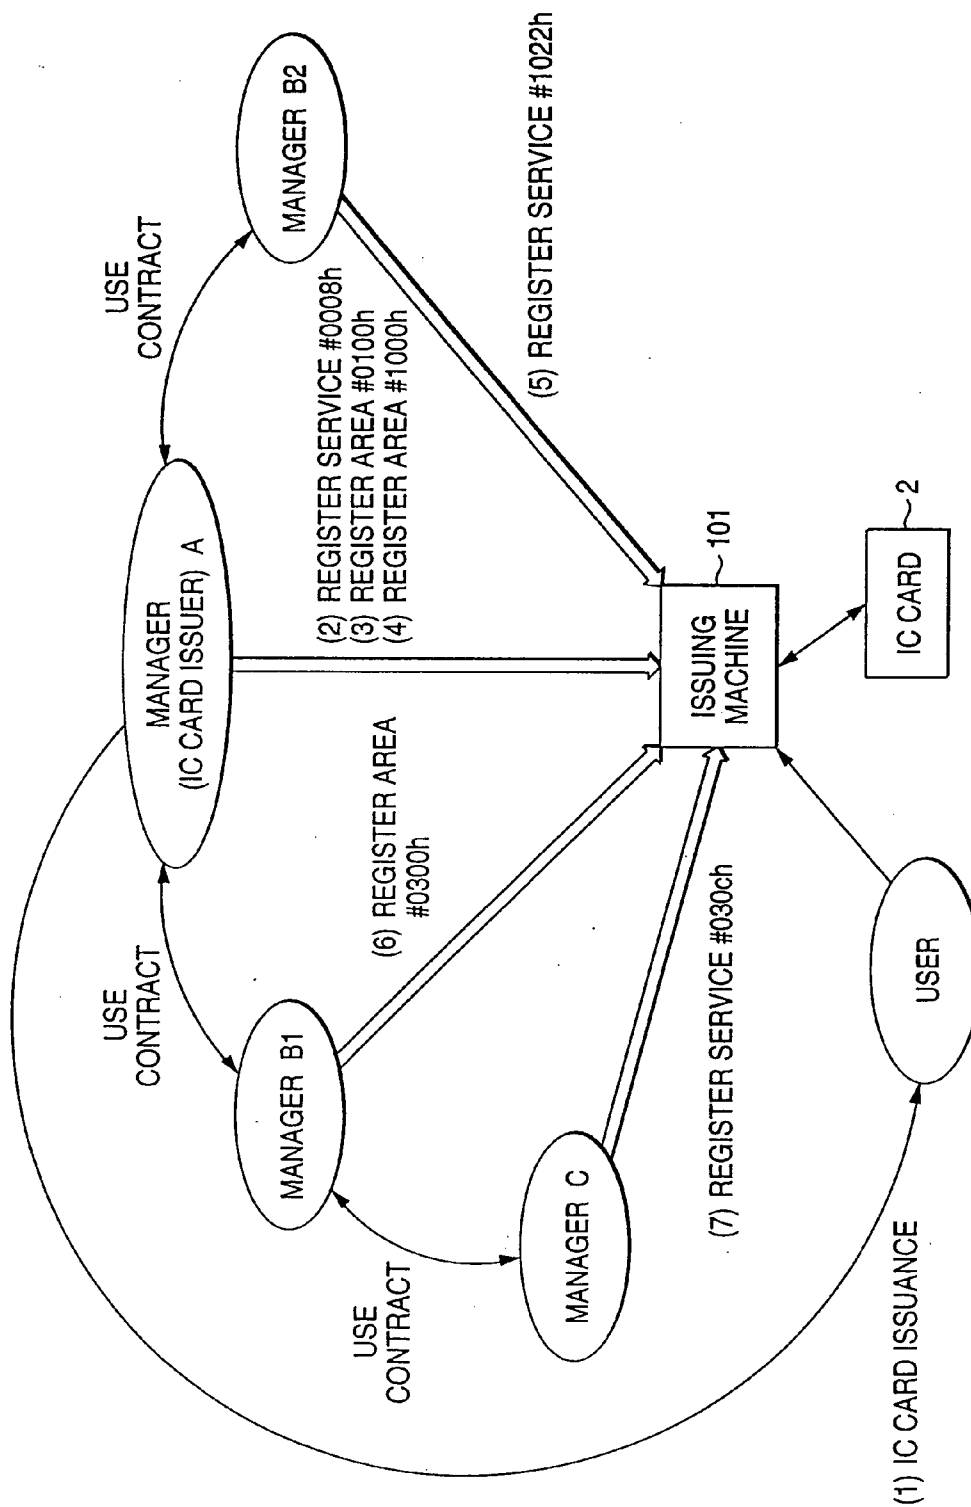 USE
CONTRACT
MANAGER
(IC CARD ISSUER) A
USE
CONTRACT
MANAGER B1
MANAGER B2
USE
CONTRACT
MANAGER C
(2) REGISTER SERVICE #0008h
(3) REGISTER AREA #0100h
(4) REGISTER AREA #1000h
(6) REGISTER AREA
#0300h
(5) REGISTER SERVICE #1022h
(7) REGISTER SERVICE #030ch
ISSUING
MACHINE
101
USER
IC CARD
2
(1) IC CARD ISSUANCE